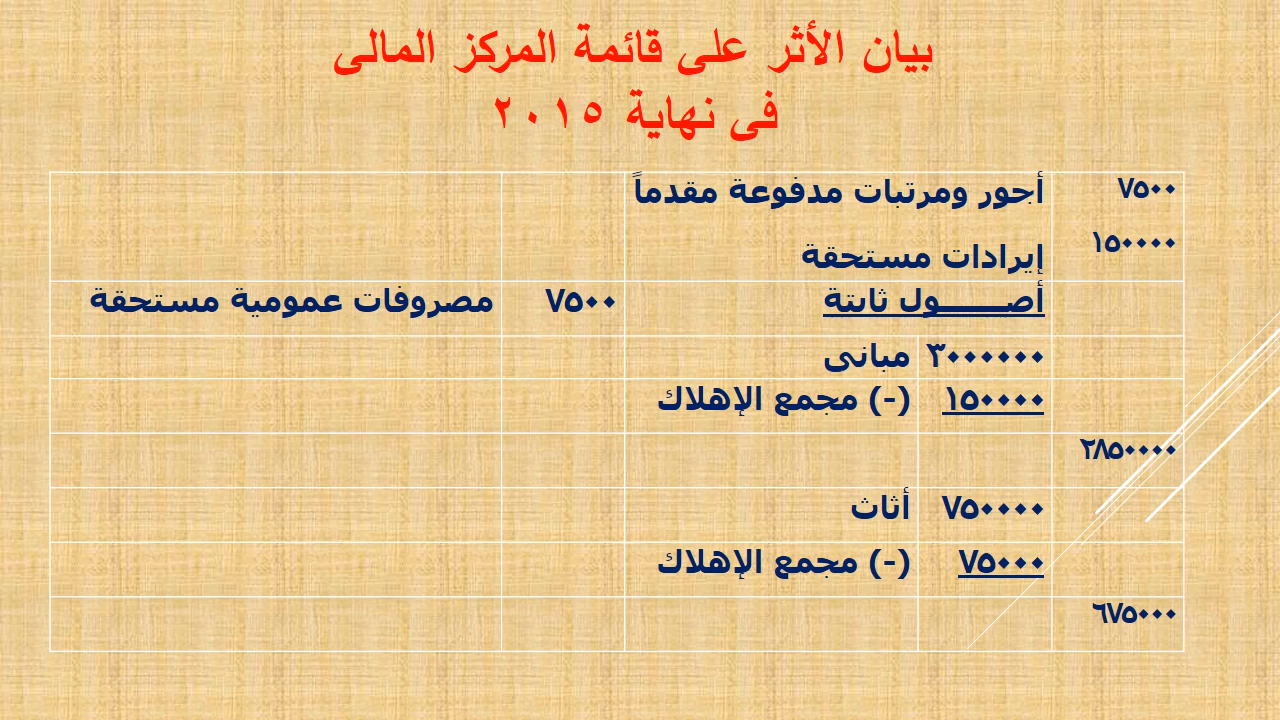 بيان الأثر على قائمة المركز المالى
فى نهاية ٢٠١٥
٧٥٠٠ أجور ومرتبات مدفوعة مقدماً
١٥٠٠٠٠ إيرادات مستحقة
أصـــــــول ثابتة ٧٥٠٠ مصروفات عمومية مستحقة
٣٠٠٠٠٠٠ مبانى
١٥٠٠٠٠ (-) مجمع الإهلاك
٢٨٥٠٠٠٠
٧٥٠٠٠٠ أثاث
٧٥٠٠٠ (-) مجمع الإهلاك
٦٧٥٠٠٠